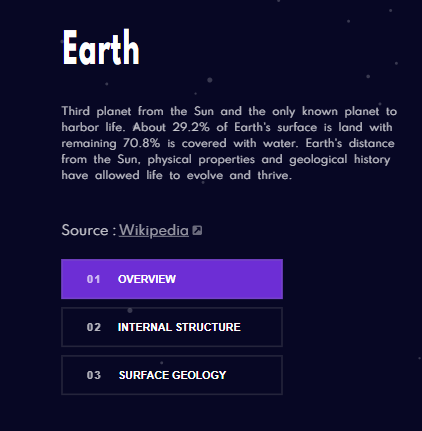 Earth
Third planet from the Sun and the only known planet to
harbor life. About 29.2% of Earth's surface is land with
remaining 70.8% is covered with water. Earth's distance
from the Sun, physical properties and geological history
have allowed life to evolve and thrive.
Source : Wikipedia
01 OVERVIEW
02 INTERNAL STRUCTURE
03 SURFACE GEOLOGY